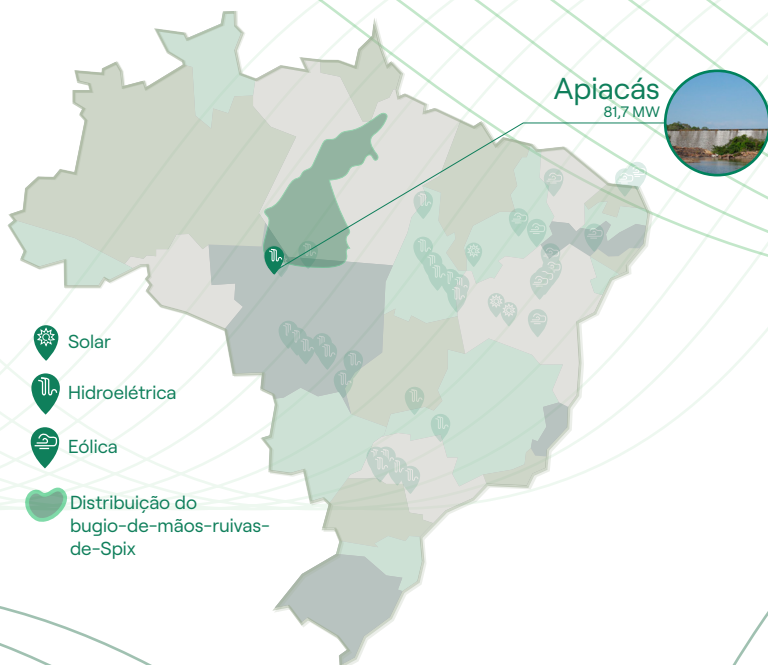 Apiacás
81,7 MW
Solar
Hidroelétrica
Eólica
Distribuição do
bugio-de-mãos-ruivas-
de-Spix